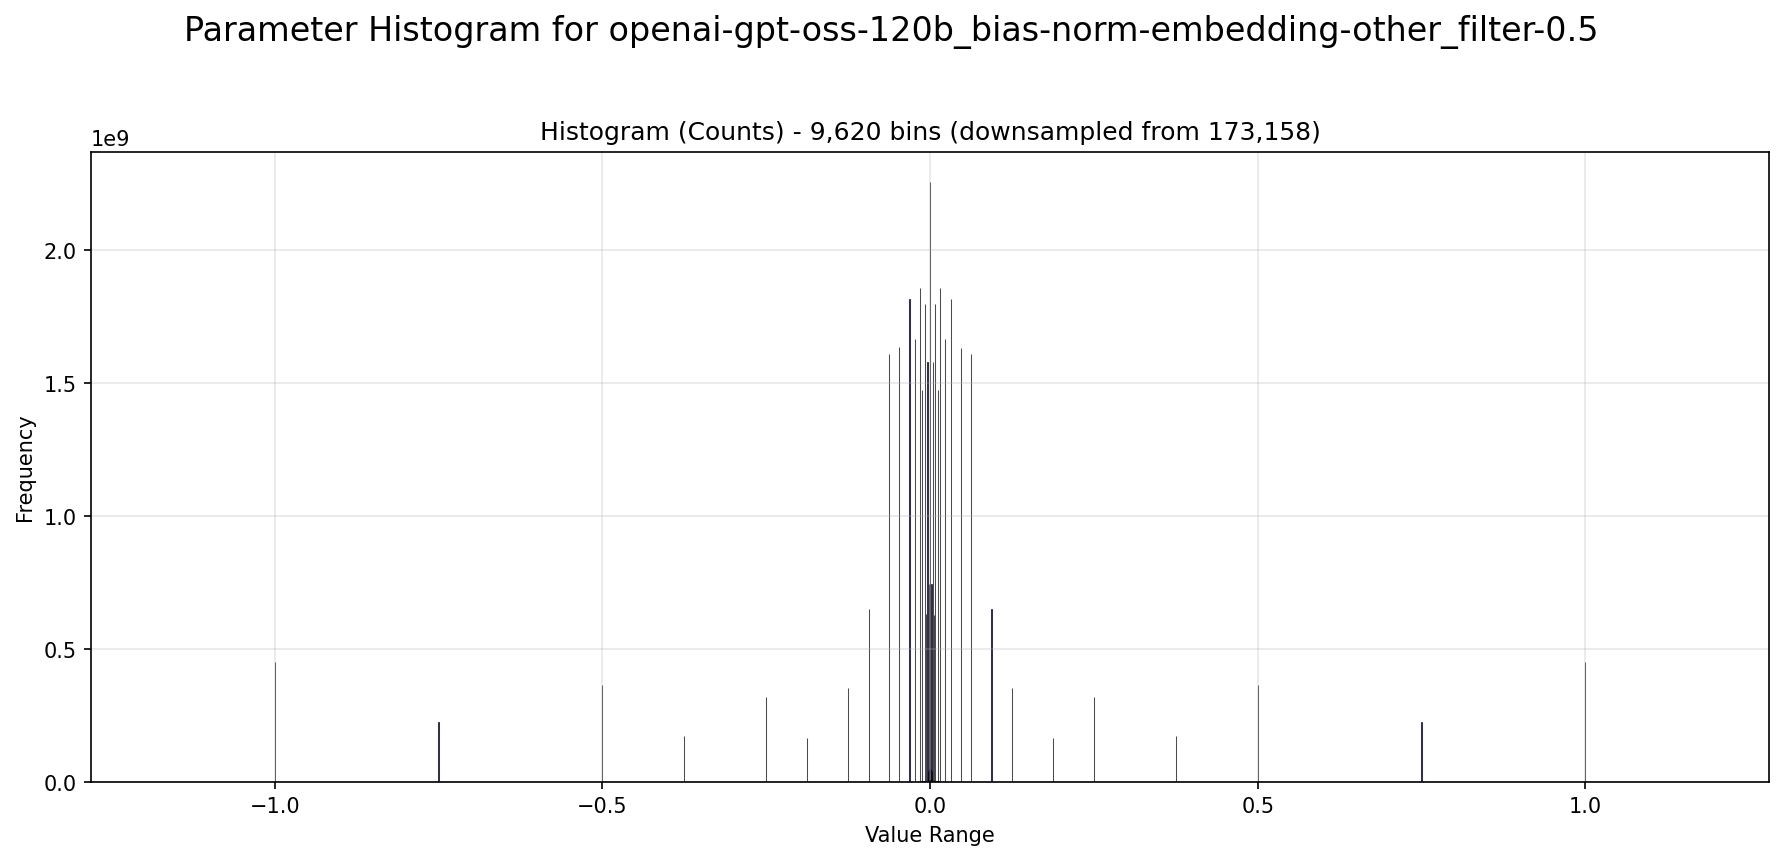 Parameter Histogram for openai-gpt-oss-120b_bias-norm-embedding-other_filter-0.5
Histogram (Counts) - 9,620 bins (downsampled from 173,158)
1e9
2.0
1.5
1.0
0.5
0.0
Frequency
−1.0 −0.5 0.0 0.5 1.0
Value Range